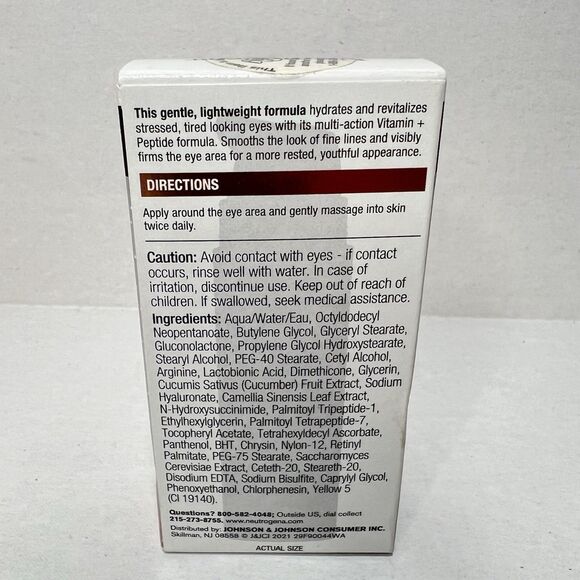 This
This gentle, lightweight formula hydrates and revitalizes
stressed, tired looking eyes with its multi-action Vitamin +
Peptide formula. Smooths the look of fine lines and visibly
firms the eye area for a more rested, youthful appearance.
DIRECTIONS
Apply around the eye area and gently massage into skin
twice daily.
Caution: Avoid contact with eyes - if contact
occurs, rinse well with water. In case of
irritation, discontinue use. Keep out of reach of
children. If swallowed, seek medical assistance.
Ingredients: Aqua/Water/Eau, Octyldodecyl
Neopentanoate, Butylene Glycol, Glyceryl Stearate,
Gluconolactone, Propylene Glycol Hydroxystearate,
Stearyl Alcohol, PEG-40 Stearate, Cetyl Alcohol,
Arginine, Lactobionic Acid, Dimethicone, Glycerin,
Cucumis Sativus (Cucumber) Fruit Extract, Sodium
Hyaluronate, Camellia Sinensis Leaf Extract,
N-Hydroxysuccinimide, Palmitoyl Tripeptide-1,
Ethylhexylglycerin, Palmitoyl Tetrapeptide-7,
Tocopheryl Acetate, Tetrahexyldecyl Ascorbate,
Panthenol, BHT, Chrysin, Nylon-12, Retinyl
Palmitate, PEG-75 Stearate, Saccharomyces
Cerevisiae Extract, Ceteth-20, Steareth-20,
Disodium EDTA, Sodium Bisulfite, Caprylyl Glycol,
Phenoxyethanol, Chlorphenesin, Yellow 5
(CI 19140).
Questions? 800-582-4048; Outside US, dial collect
215-273-8755. www.neutrogena.com
Distributed by: JOHNSON & JOHNSON CONSUMER INC.
Skillman, NJ 08558 © J&JCI 2021 29F90044WA
ACTUAL SIZE